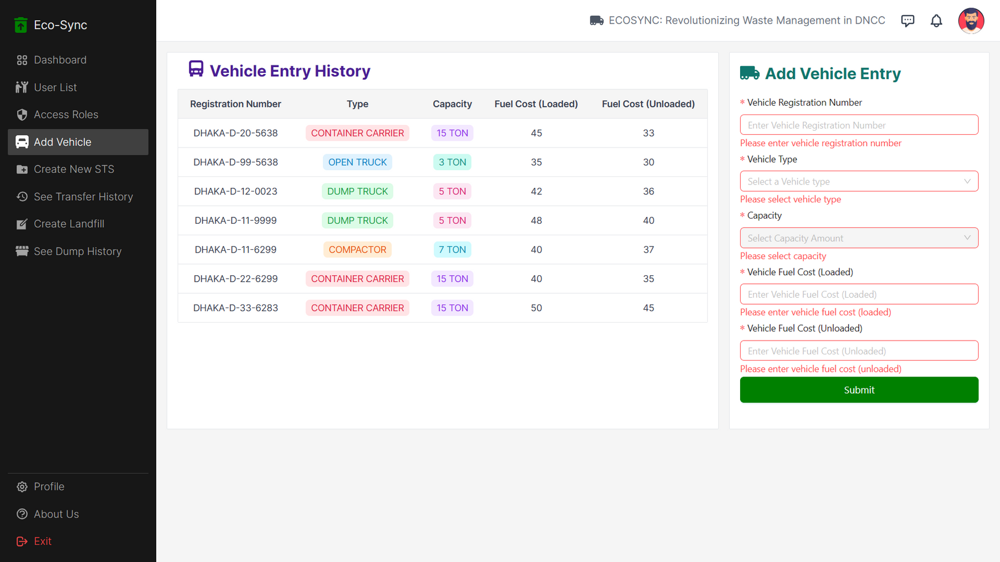 Eco-Sync
Dashboard
User List
Access Roles
Add Vehicle
Create New STS
See Transfer History
Create Landfill
See Dump History
Profile
About Us
Exit
ECOSYNC: Revolutionizing Waste Management in DNCC
Vehicle Entry History
Registration Number Type Capacity Fuel Cost (Loaded) Fuel Cost (Unloaded)
DHAKA-D-20-5638 CONTAINER CARRIER 15 TON 45 33
DHAKA-D-99-5638 OPEN TRUCK 3 TON 35 30
DHAKA-D-12-0023 DUMP TRUCK 5 TON 42 36
DHAKA-D-11-9999 DUMP TRUCK 5 TON 48 40
DHAKA-D-11-6299 COMPACTOR 7 TON 40 37
DHAKA-D-22-6299 CONTAINER CARRIER 15 TON 40 35
DHAKA-D-33-6283 CONTAINER CARRIER 15 TON 50 45
Add Vehicle Entry
* Vehicle Registration Number
Enter Vehicle Registration Number
Please enter vehicle registration number
* Vehicle Type
Select a Vehicle type
Please select vehicle type
* Capacity
Select Capacity Amount
Please select capacity
* Vehicle Fuel Cost (Loaded)
Enter Vehicle Fuel Cost (Loaded)
Please enter vehicle fuel cost (loaded)
* Vehicle Fuel Cost (Unloaded)
Enter Vehicle Fuel Cost (Unloaded)
Please enter vehicle fuel cost (unloaded)
Submit